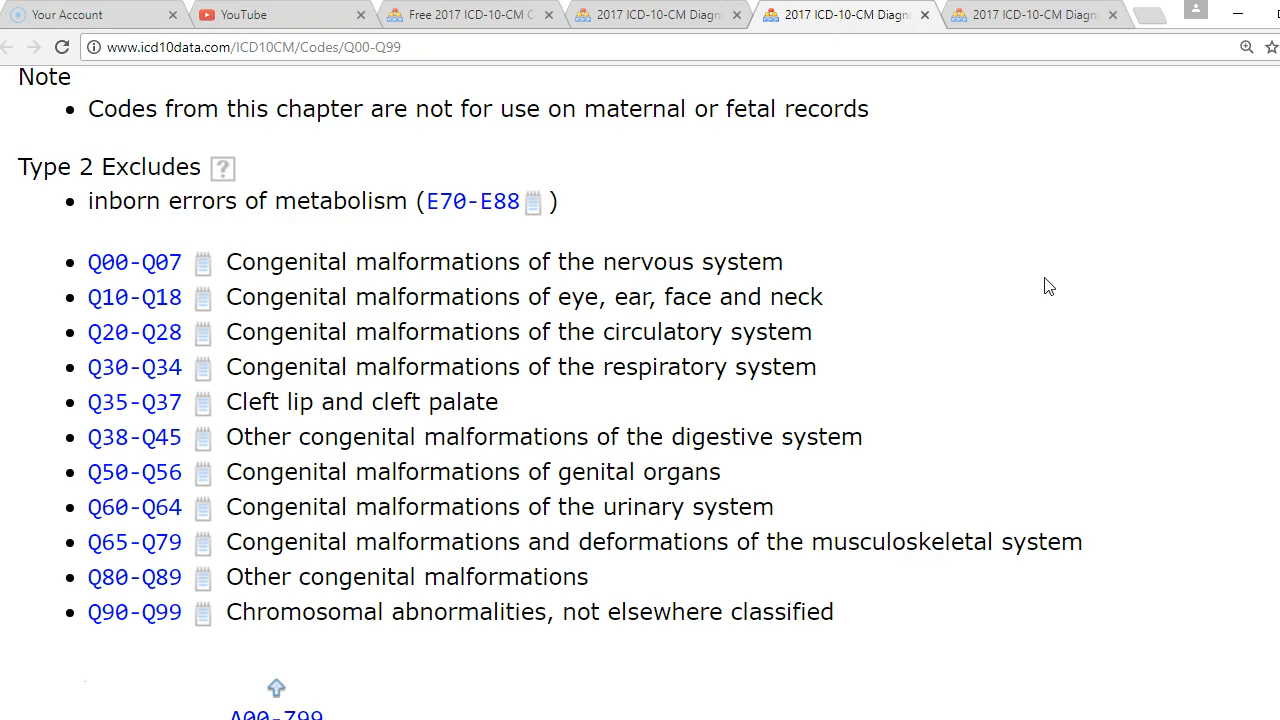 Your Account
YouTube
Free 2017 ICD-10-CM C
2017 ICD-10-CM Diagn
2017 ICD-10-CM Diagn
2017 ICD-10-CM Diagn
www.icd10data.com/ICD10CM/Codes/Q00-Q99
Note
• Codes from this chapter are not for use on maternal or fetal records
Type 2 Excludes ?
• inborn errors of metabolism (E70-E88 )
• Q00-Q07 Congenital malformations of the nervous system
• Q10-Q18 Congenital malformations of eye, ear, face and neck
• Q20-Q28 Congenital malformations of the circulatory system
• Q30-Q34 Congenital malformations of the respiratory system
• Q35-Q37 Cleft lip and cleft palate
• Q38-Q45 Other congenital malformations of the digestive system
• Q50-Q56 Congenital malformations of genital organs
• Q60-Q64 Congenital malformations of the urinary system
• Q65-Q79 Congenital malformations and deformations of the musculoskeletal system
• Q80-Q89 Other congenital malformations
• Q90-Q99 Chromosomal abnormalities, not elsewhere classified
A00-Z99